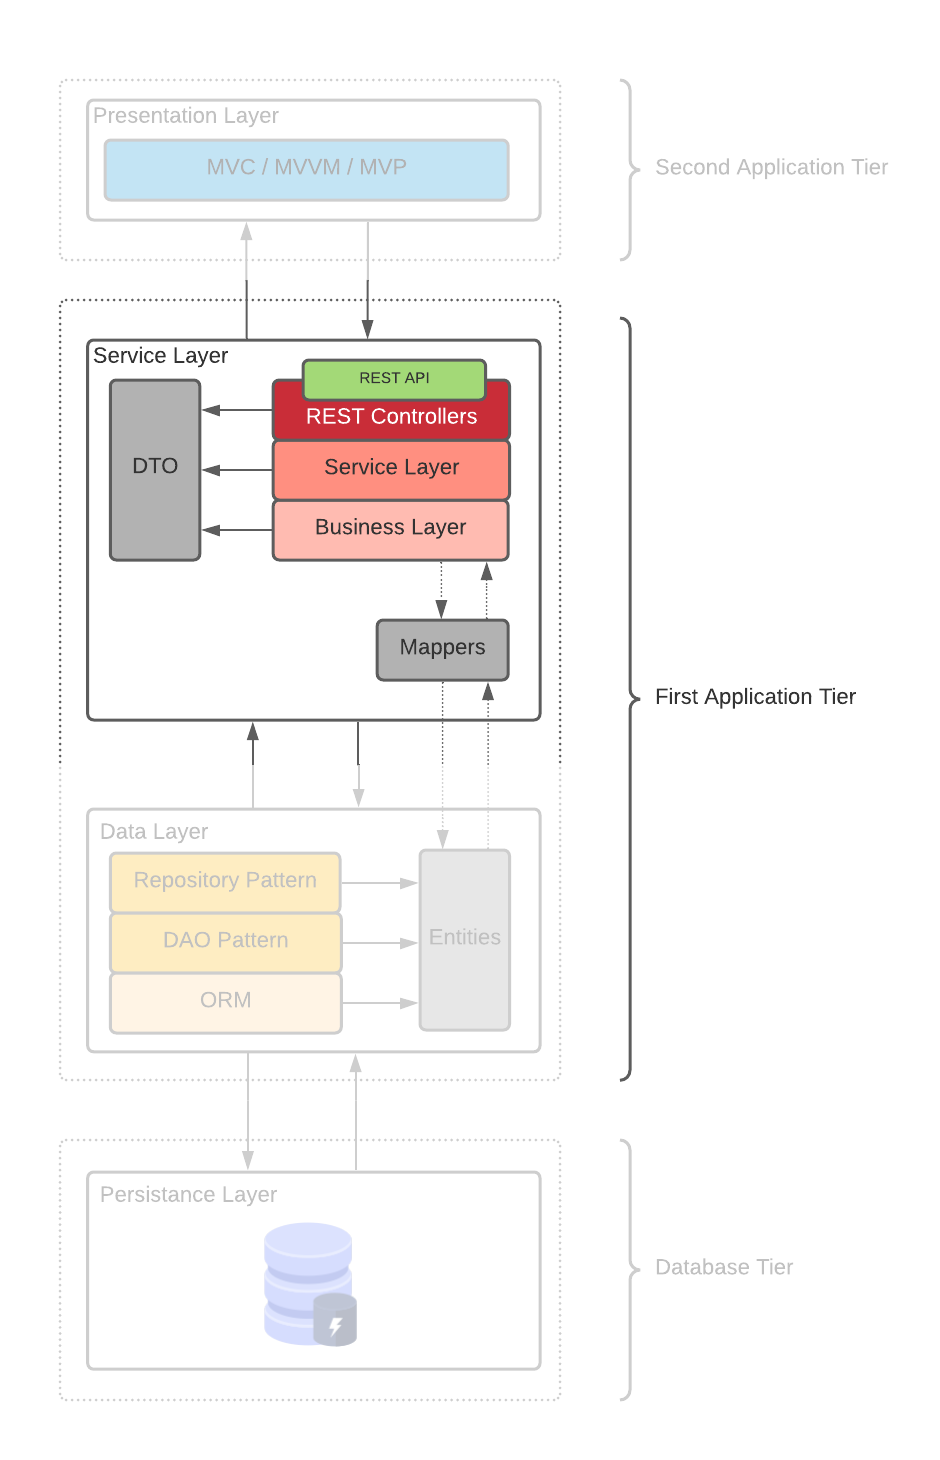 Presentation Layer
MVC / MVVM / MVP
Second Application Tier
Service Layer
REST API
REST Controllers
DTO
Service Layer
Business Layer
Mappers
First Application Tier
Data Layer
Repository Pattern
DAO Pattern
Entities
ORM
Persistance Layer
Database Tier